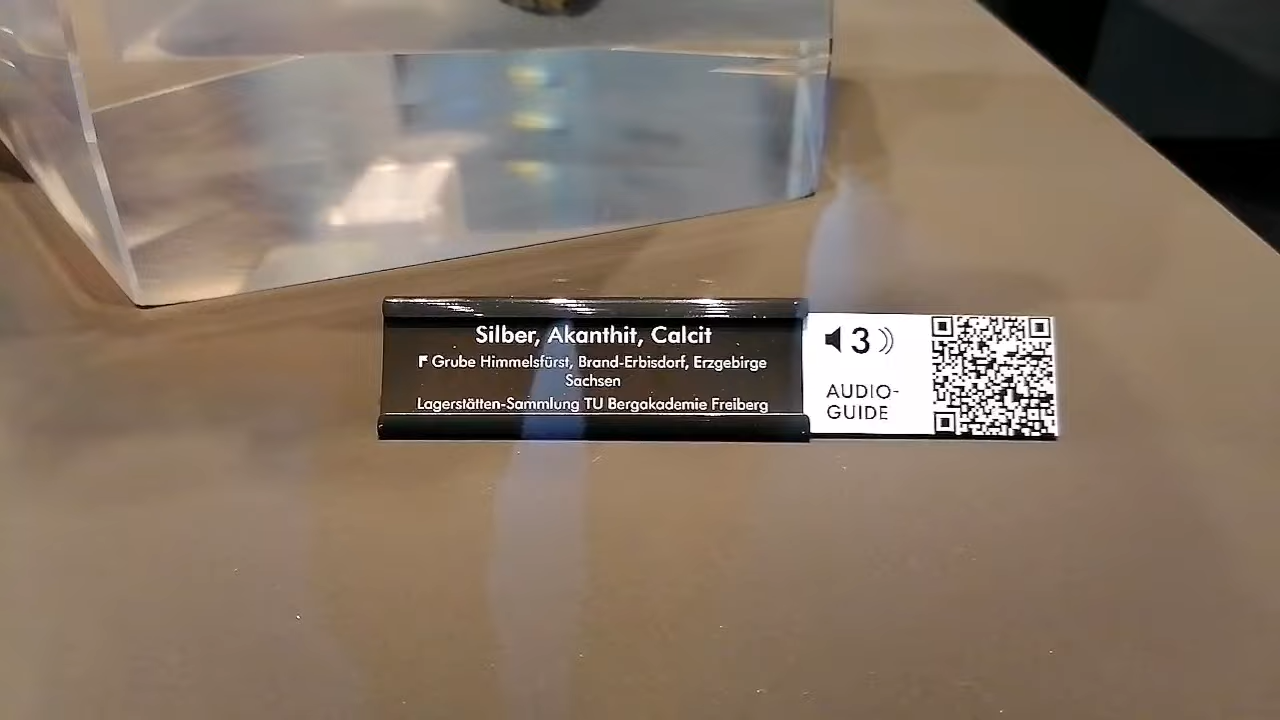 Silber, Akanthit, Calcit
Grube Himmelsfürst, Brand-Erbisdorf, Erzgebirge
Sachsen
Lagerstätten-Sammlung TU Bergakademie Freiberg
3
AUDIO-
GUIDE